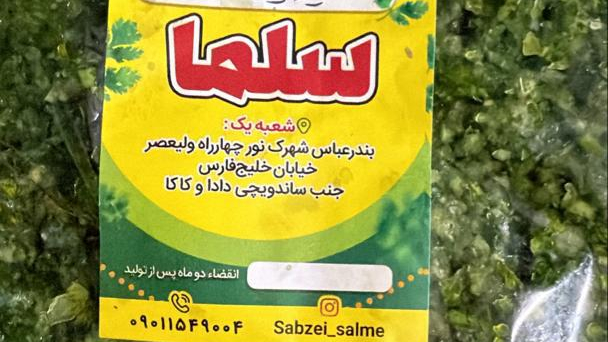 سلما
شعبه یک:
بندرعباس شهرک نور چهارراه ولیعصر
خیابان خلیج‌فارس
جنب ساندویچی دادا و کاکا
انقضاء دو ماه پس از تولید
۰۹۰۱۱۵۴۹۰۰۴
Sabzei_salme